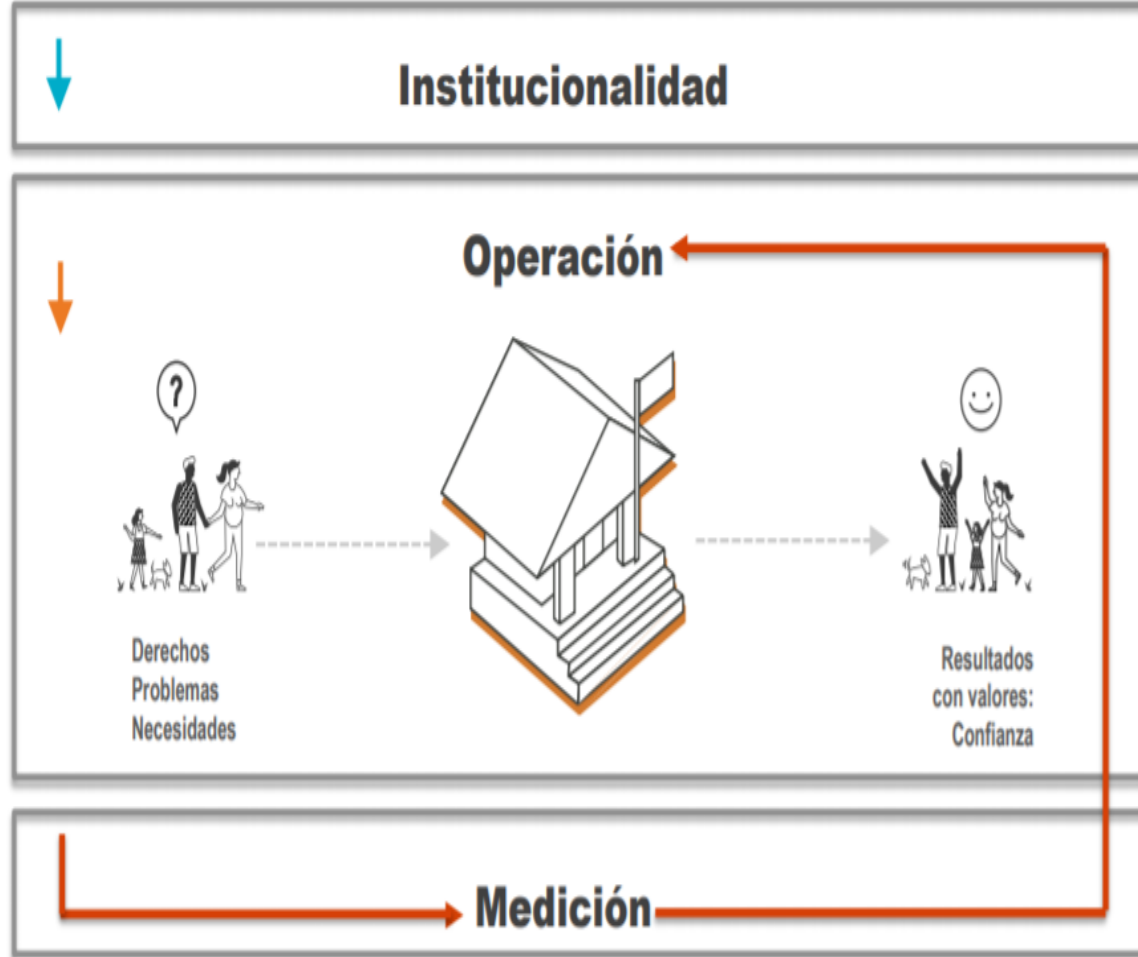 Institucionalidad
Operación
?
Derechos
Problemas
Necesidades
Resultados
con valores:
Confianza
Medición